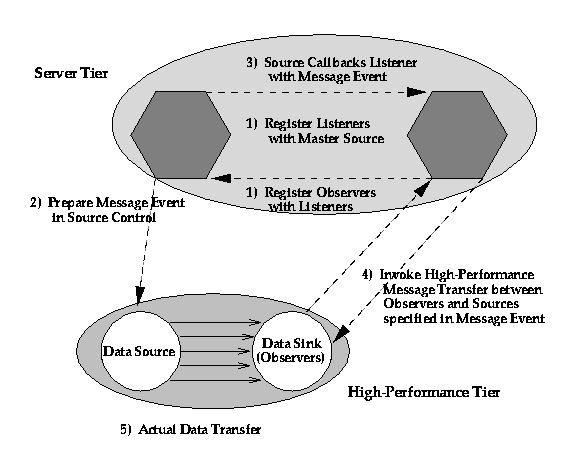 Server Tier
3) Source Callbacks Listener
with Message Event
1) Register Listeners
with Master Source
1) Register Observers
with Listeners
2) Prepare Message Event
in Source Control
4) Invoke High-Performance
Message Transfer between
Observers and Sources
specified in Message Event
Data Source
Data Sink
(Observers)
High-Performance Tier
5) Actual Data Transfer